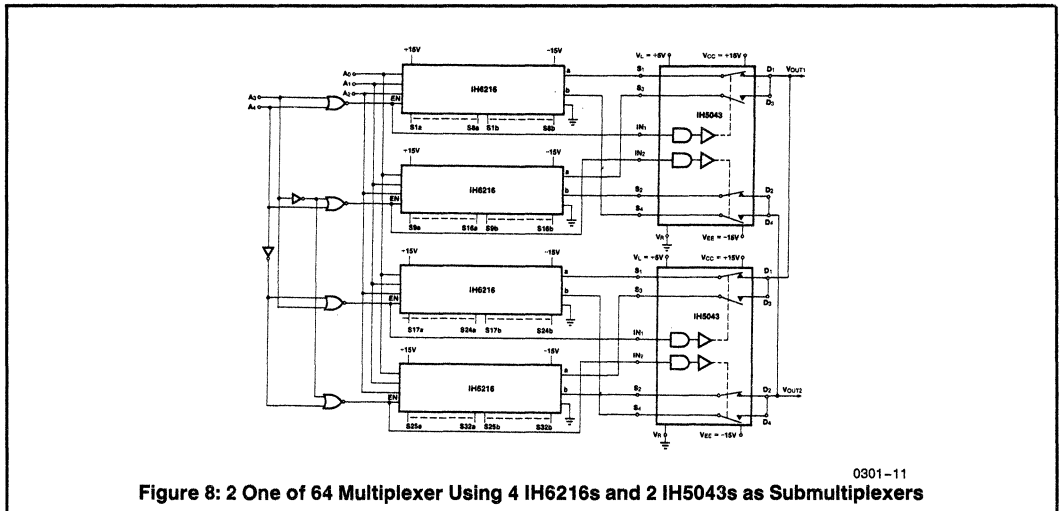 +15V
-15V
VL = +5V
VCC = +15V
A0
A1
A2
A3
A4
EN
IH6216
a
b
S1a
S8a
S1b
S8b
S1
S3
D1
D3
VOUT1
IH5043
IN1
IN2
+15V
-15V
EN
IH6216
a
b
S9a
S16a
S9b
S16b
S2
S4
D2
D4
VR
VEE = -15V
+15V
-15V
VL = +5V
VCC = +15V
EN
IH6216
a
b
S17a
S24a
S17b
S24b
S1
S3
D1
D3
IH5043
IN1
IN2
+15V
-15V
EN
IH6216
a
b
S25a
S32a
S25b
S32b
S2
S4
D2
D4
VOUT2
VR
VEE = -15V
0301-11
Figure 8: 2 One of 64 Multiplexer Using 4 IH6216s and 2 IH5043s as Submultiplexers